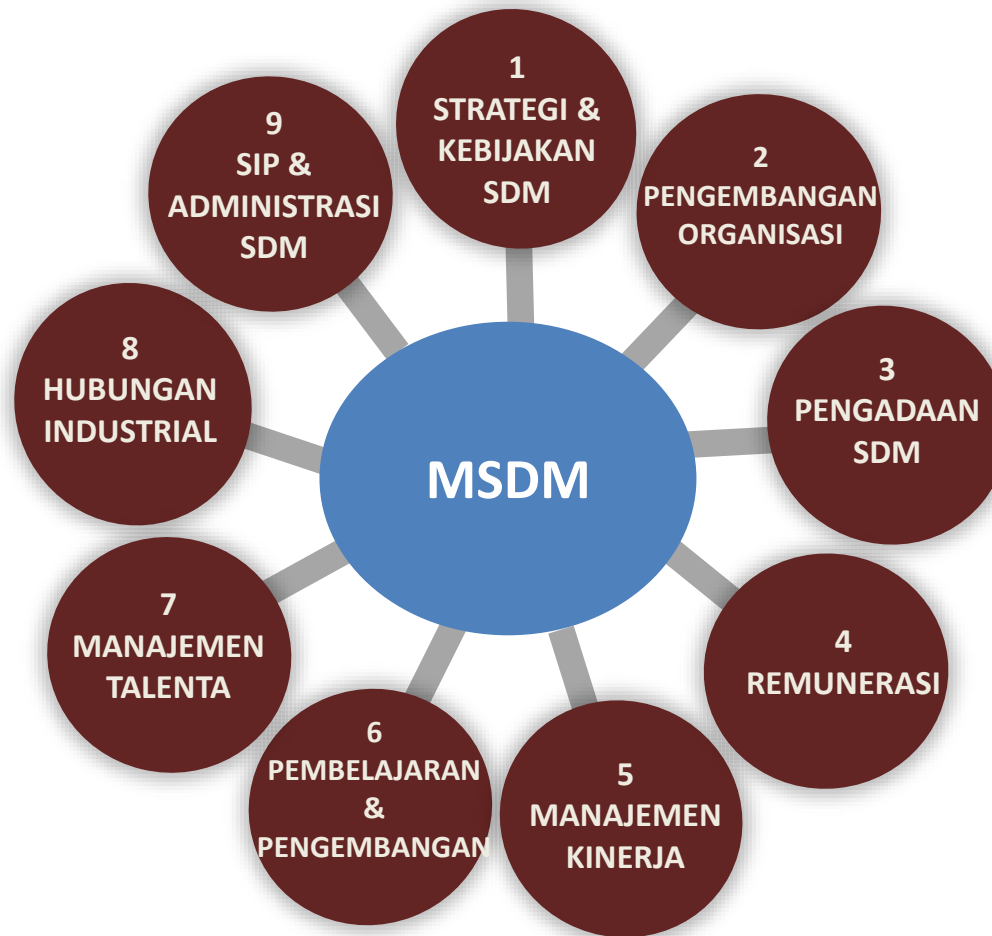 1
STRATEGI &
KEBIJAKAN
SDM
2
PENGEMBANGAN
ORGANISASI
3
PENGADAAN
SDM
4
REMUNERASI
5
MANAJEMEN
KINERJA
6
PEMBELAJARAN
&
PENGEMBANGAN
7
MANAJEMEN
TALENTA
8
HUBUNGAN
INDUSTRIAL
9
SIP &
ADMINISTRASI
SDM
MSDM